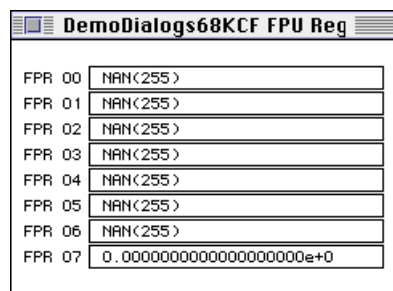 DemoDialogs68KCF FPU Reg
FPR 00 NAN(255)
FPR 01 NAN(255)
FPR 02 NAN(255)
FPR 03 NAN(255)
FPR 04 NAN(255)
FPR 05 NAN(255)
FPR 06 NAN(255)
FPR 07 0.0000000000000000000e+0